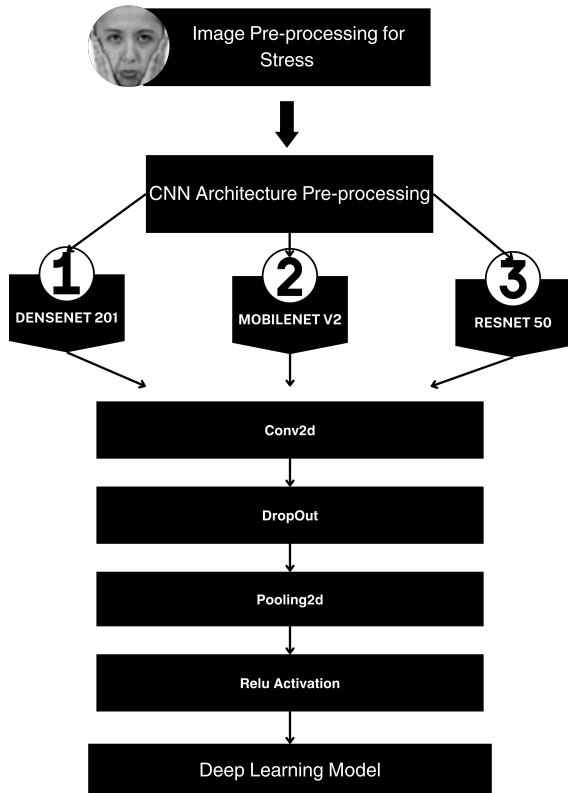 Image Pre-processing for
Stress
CNN Architecture Pre-processing
1
2
3
DENSENET 201
MOBILENET V2
RESNET 50
Conv2d
DropOut
Pooling2d
Relu Activation
Deep Learning Model